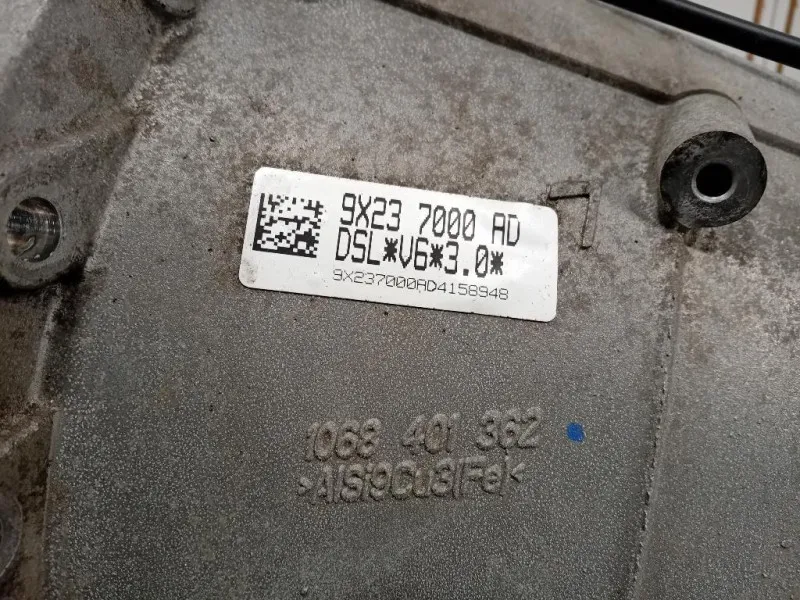 9X23 7000 AD
DSL*V6*3.0*
9X237000AD4158948
1068 401 362
>AlSi9Cu3(Fe)<